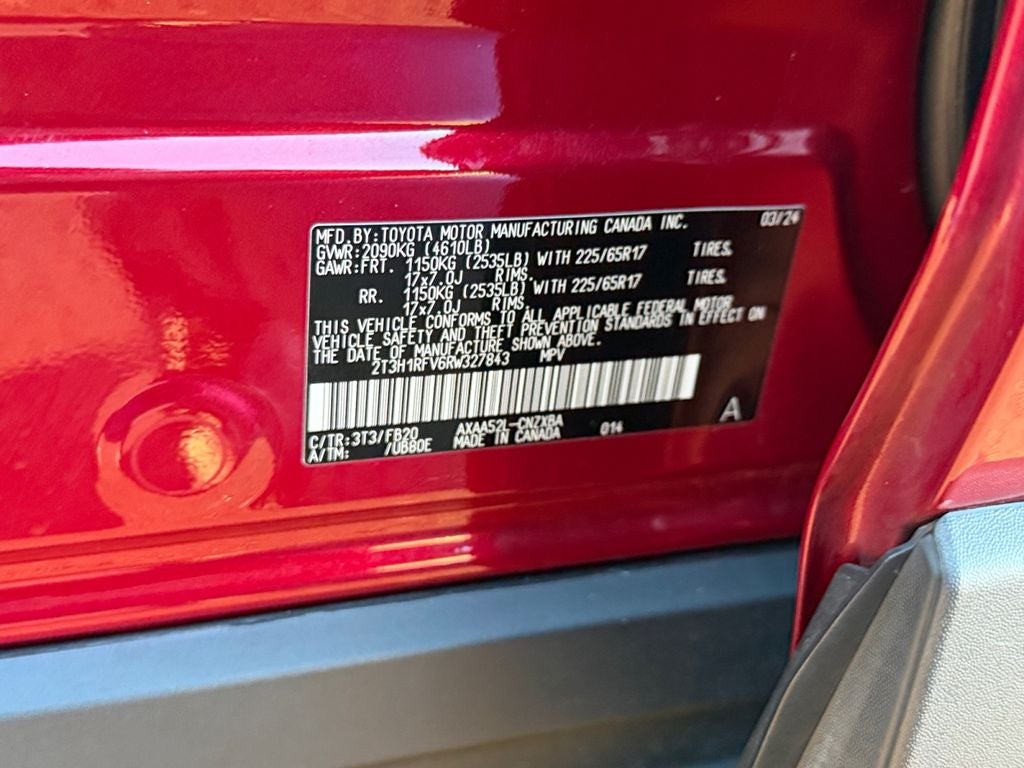 MFD.BY:TOYOTA MOTOR MANUFACTURING CANADA INC. 03/24
GVWR:2090KG (4610LB)
GAWR:FRT. 1150KG (2535LB) WITH 225/65R17 TIRES.
17x7.0J RIMS.
RR. 1150KG (2535LB) WITH 225/65R17 TIRES.
17x7.0J RIMS.
THIS VEHICLE CONFORMS TO ALL APPLICABLE FEDERAL MOTOR
VEHICLE SAFETY AND THEFT PREVENTION STANDARDS IN EFFECT ON
THE DATE OF MANUFACTURE SHOWN ABOVE.
2T3H1RFV6RW327843 MPV
A
C/TR:3T3/FB20 AXAA52L-CNZXBA 014
A/TM: /UB80E MADE IN CANADA